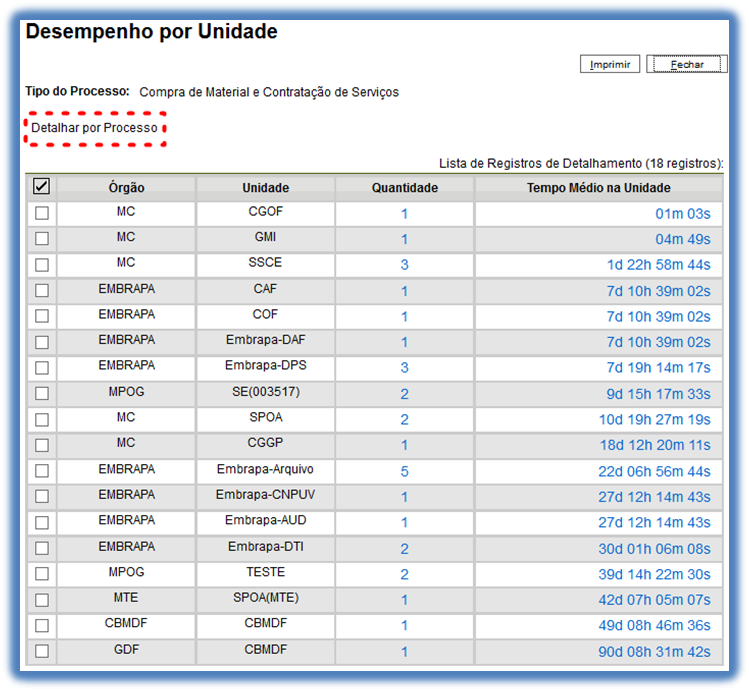 Desempenho por Unidade
Imprimir Fechar
Tipo do Processo: Compra de Material e Contratação de Serviços
Detalhar por Processo
Lista de Registros de Detalhamento (18 registros):
Órgão Unidade Quantidade Tempo Médio na Unidade
MC CGOF 1 01m 03s
MC GMI 1 04m 49s
MC SSCE 3 1d 22h 58m 44s
EMBRAPA CAF 1 7d 10h 39m 02s
EMBRAPA COF 1 7d 10h 39m 02s
EMBRAPA Embrapa-DAF 1 7d 10h 39m 02s
EMBRAPA Embrapa-DPS 3 7d 19h 14m 17s
MPOG SE(003517) 2 9d 15h 17m 33s
MC SPOA 2 10d 19h 27m 19s
MC CGGP 1 18d 12h 20m 11s
EMBRAPA Embrapa-Arquivo 5 22d 06h 56m 44s
EMBRAPA Embrapa-CNPUV 1 27d 12h 14m 43s
EMBRAPA Embrapa-AUD 1 27d 12h 14m 43s
EMBRAPA Embrapa-DTI 2 30d 01h 06m 08s
MPOG TESTE 2 39d 14h 22m 30s
MTE SPOA(MTE) 1 42d 07h 05m 07s
CBMDF CBMDF 1 49d 08h 46m 36s
GDF CBMDF 1 90d 08h 31m 42s